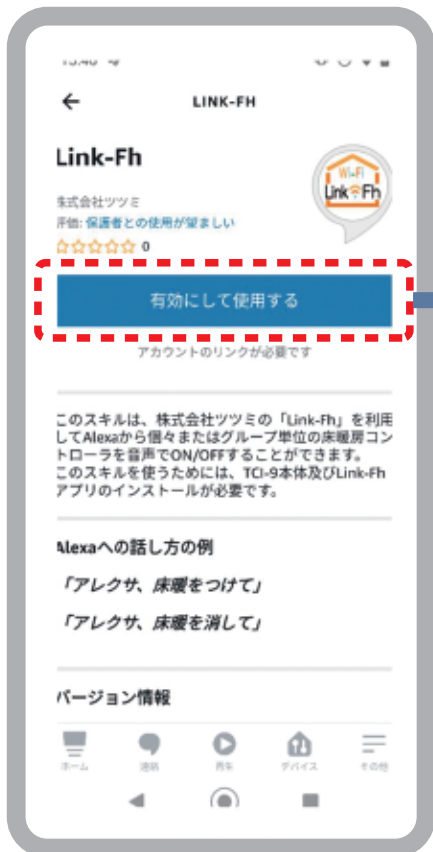 LINK-FH
Link-Fh
株式会社ツツミ
評価: 保護者との使用が望ましい
☆☆☆☆☆ 0
Wi-Fi
Link Fh
有効にして使用する
アカウントのリンクが必要です
このスキルは、株式会社ツツミの「Link-Fh」を利用
してAlexaから個々またはグループ単位の床暖房コン
トローラを音声でON/OFFすることができます。
このスキルを使うためには、TCI-9本体及びLink-Fh
アプリのインストールが必要です。
Alexaへの話し方の例
「アレクサ、床暖をつけて」
「アレクサ、床暖を消して」
バージョン情報
ホーム
連絡
再生
デバイス
その他